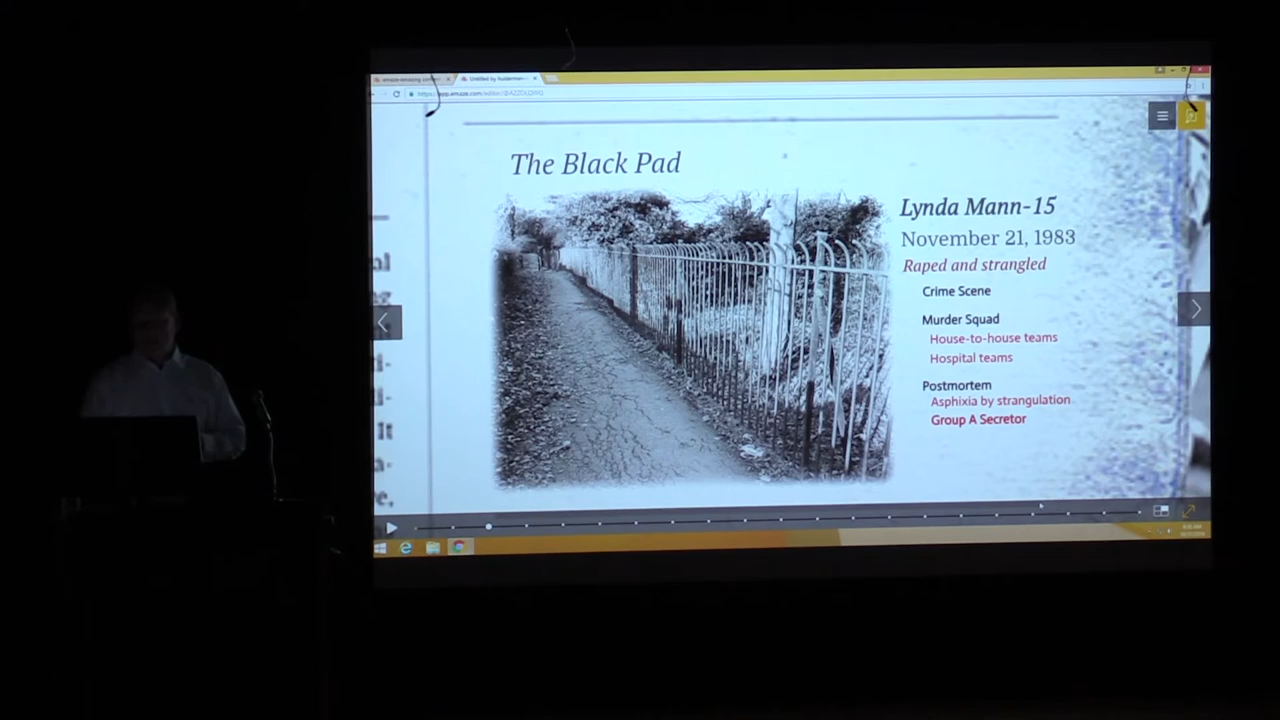 The Black Pad
Lynda Mann-15
November 21, 1983
Raped and strangled
Crime Scene
Murder Squad
House-to-house teams
Hospital teams
Postmortem
Asphixia by strangulation
Group A Secretor